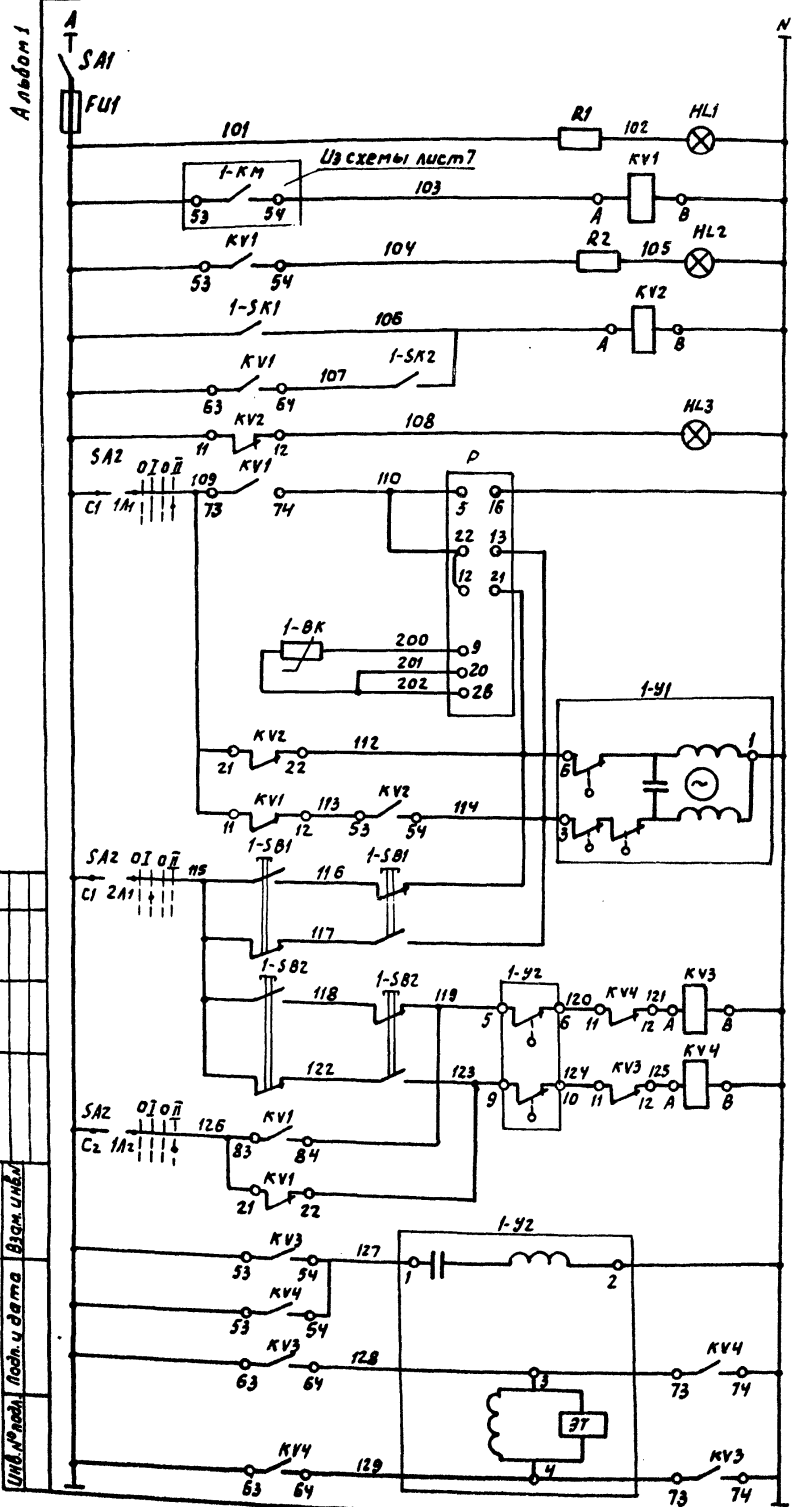 Альбом 1
А N
SA1
FU1
101 R1 102 HL1
Из схемы лист 7
1-КМ 103 KV1
53 54 А В
KV1 104 R2 105 HL2
53 54
1-SK1 106 KV2
А В
KV1 107 1-SK2
63 64
KV2 108 HL3
11 12
SA2 0 I 0 II 109 KV1 110 Р
С1 1Л1 73 74 5 16
22 13
12 21
1-ВК 200 9
201 20
202 28
1-У1
KV2 112 6 1
21 22
KV1 113 KV2 114 3
11 12 53 54
SA2 0 I 0 II 115 1-SB1 116 1-SB1
С1 2Л1
117
1-SB2 118 1-SB2 119 1-У2 120 KV4 121 KV3
5 6 11 12 А В
122 123 124 KV3 125 KV4
9 10 11 12 А В
SA2 0 I 0 II 126 KV1
С2 1Л2 83 84
KV1
21 22
1-У2
KV3 127 1 2
53 54
KV4
53 54
KV3 128 3 KV4
63 64 73 74
ЭТ
KV4 129 4 KV3
63 64 73 74
Инв.№ подл. Подп. и дата Взам. инв.N